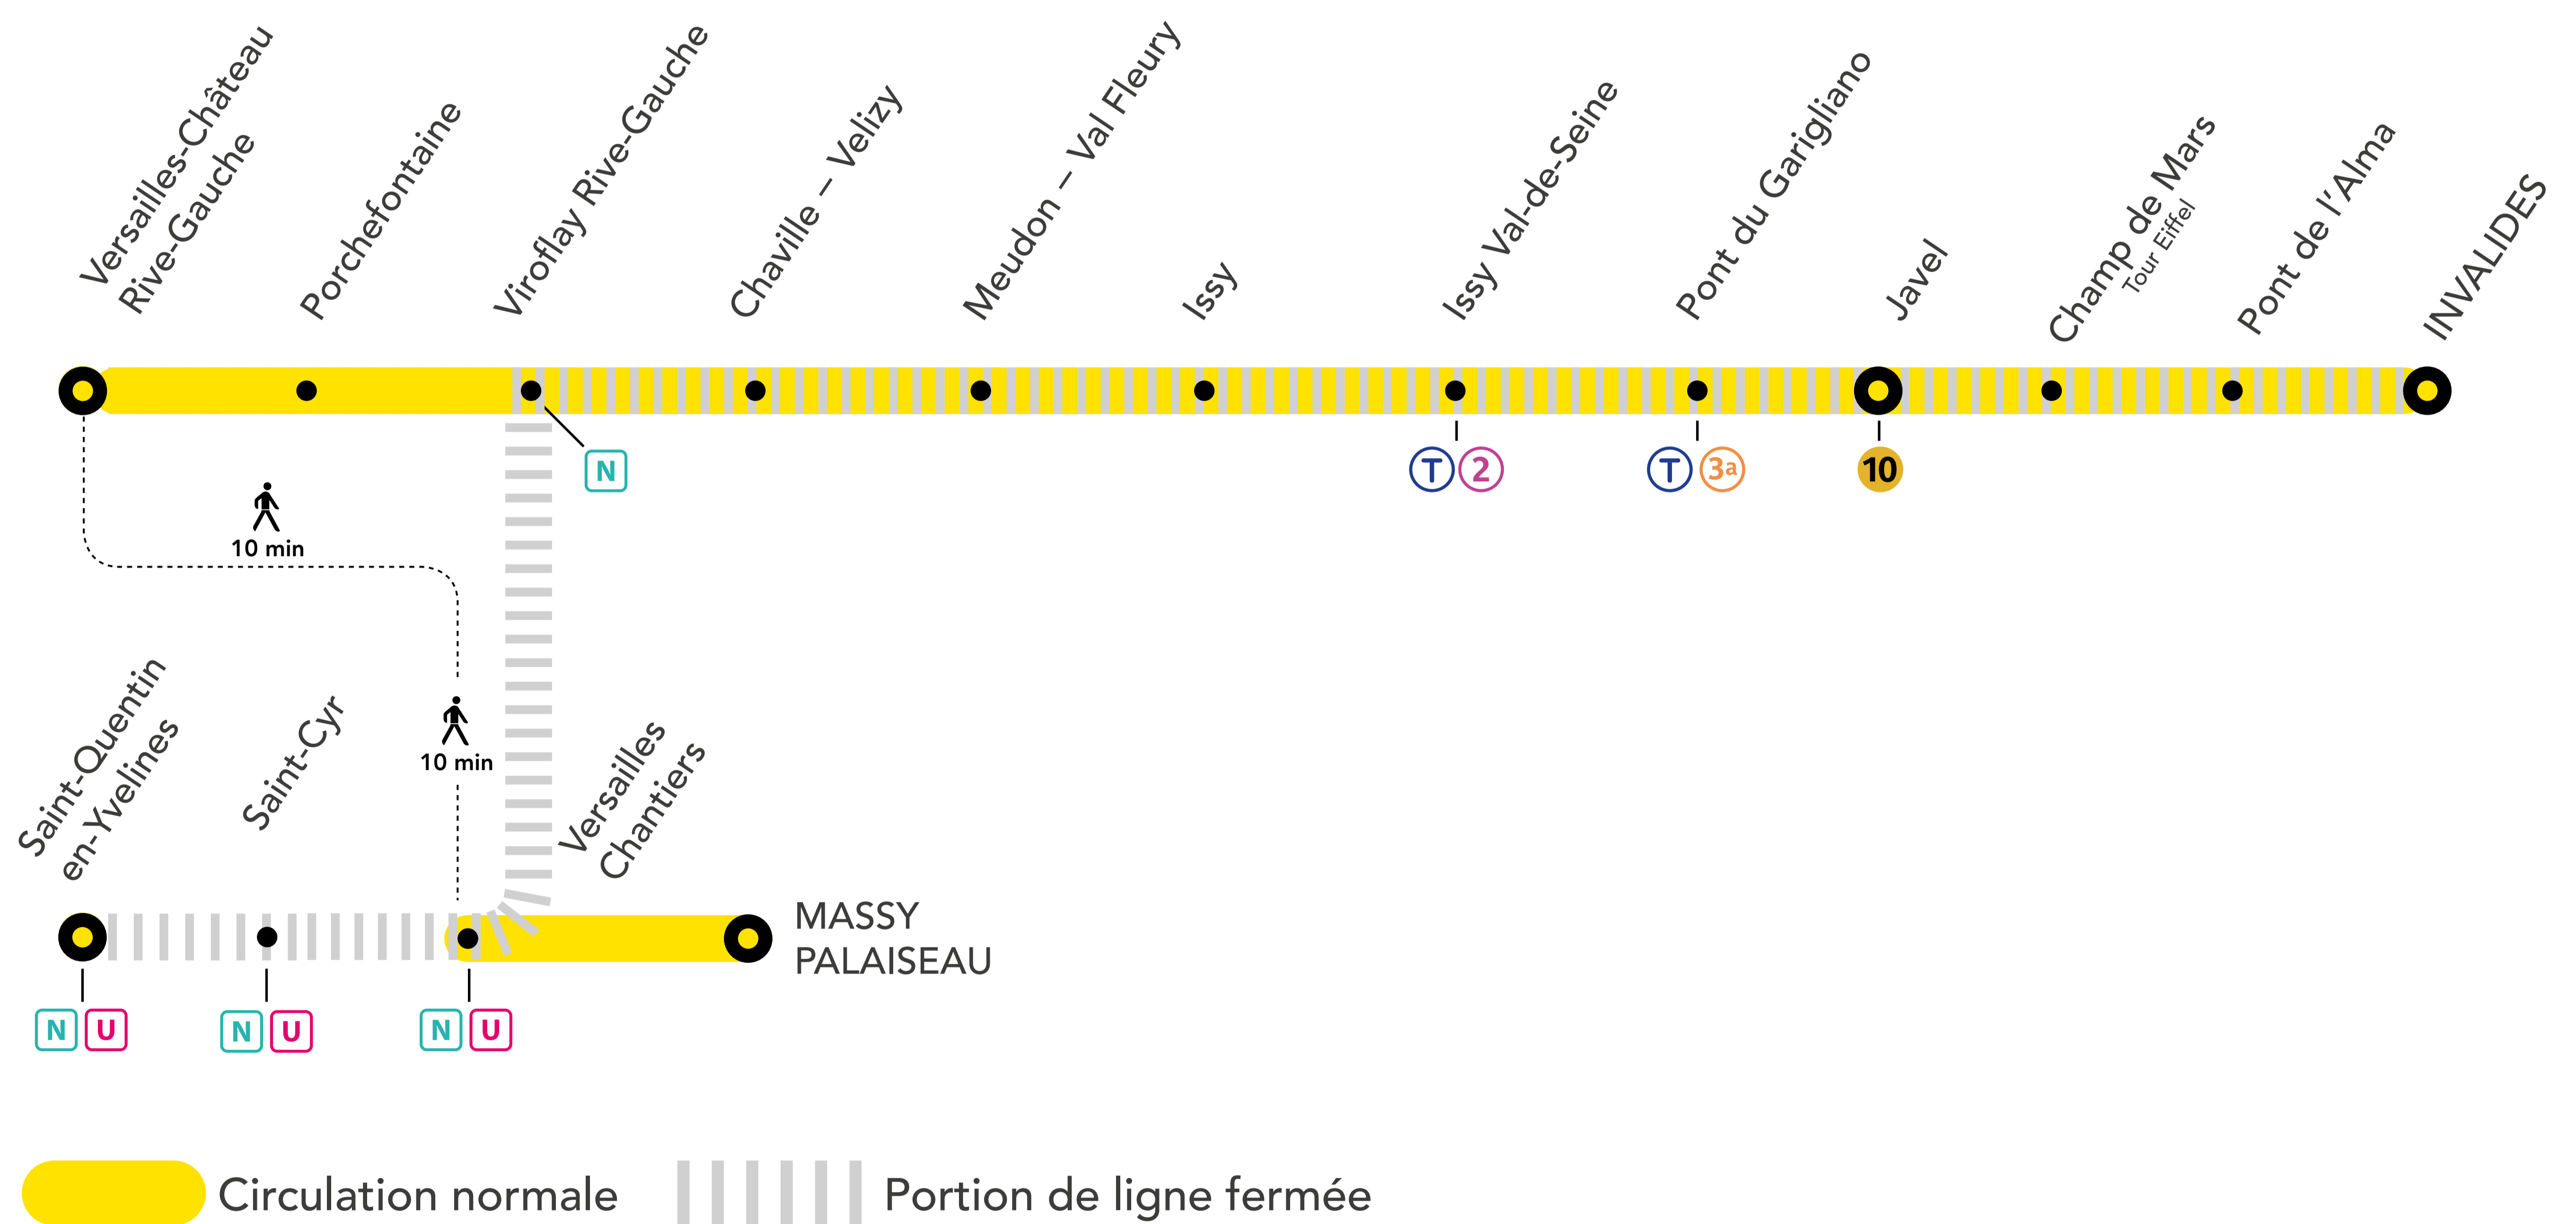 Versailles-Château
Rive-Gauche
Porchefontaine
Viroflay Rive-Gauche
Chaville – Velizy
Meudon – Val Fleury
Issy
Issy Val-de-Seine
Pont du Garigliano
Javel
Champ de Mars
Tour Eiffel
Pont de l'Alma
INVALIDES
N
T 2
T 3a
10
10 min
10 min
Saint-Quentin
en-Yvelines
Saint-Cyr
Versailles
Chantiers
MASSY
PALAISEAU
N U
N U
N U
Circulation normale
Portion de ligne fermée